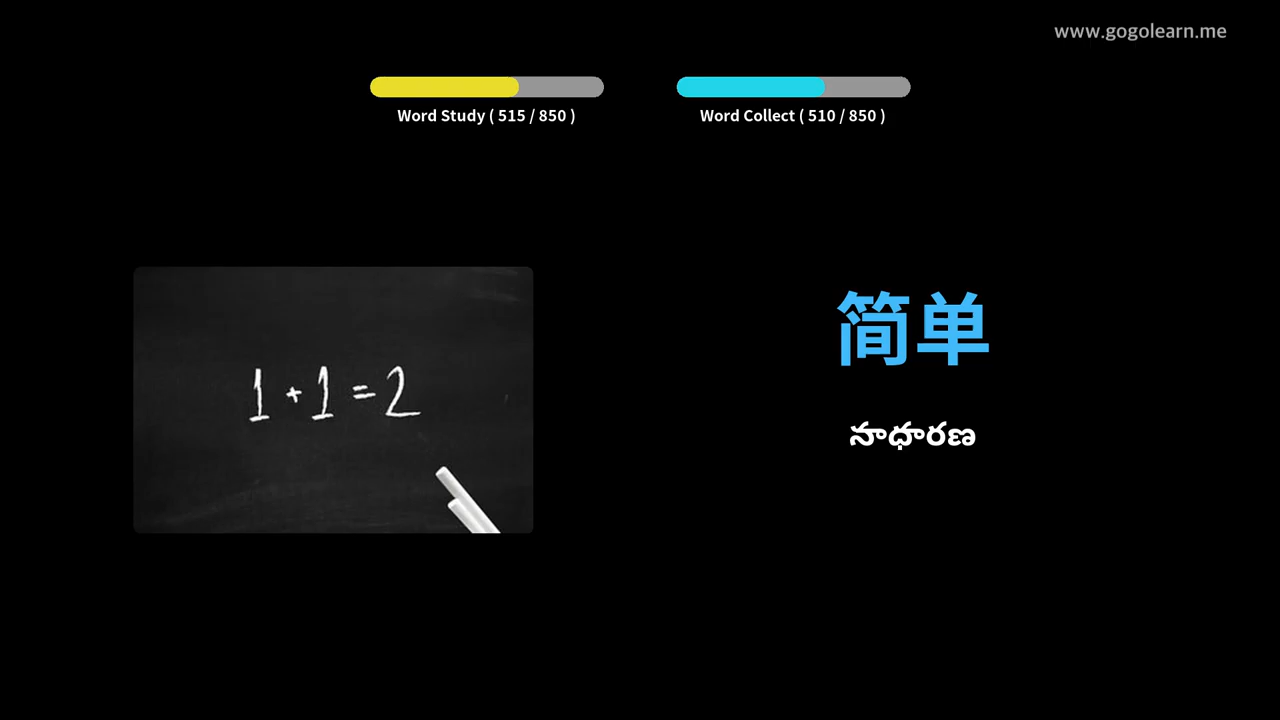 www.gogolearn.me
Word Study ( 515 / 850 )
Word Collect ( 510 / 850 )
1 + 1 = 2
简单
సాధారణ